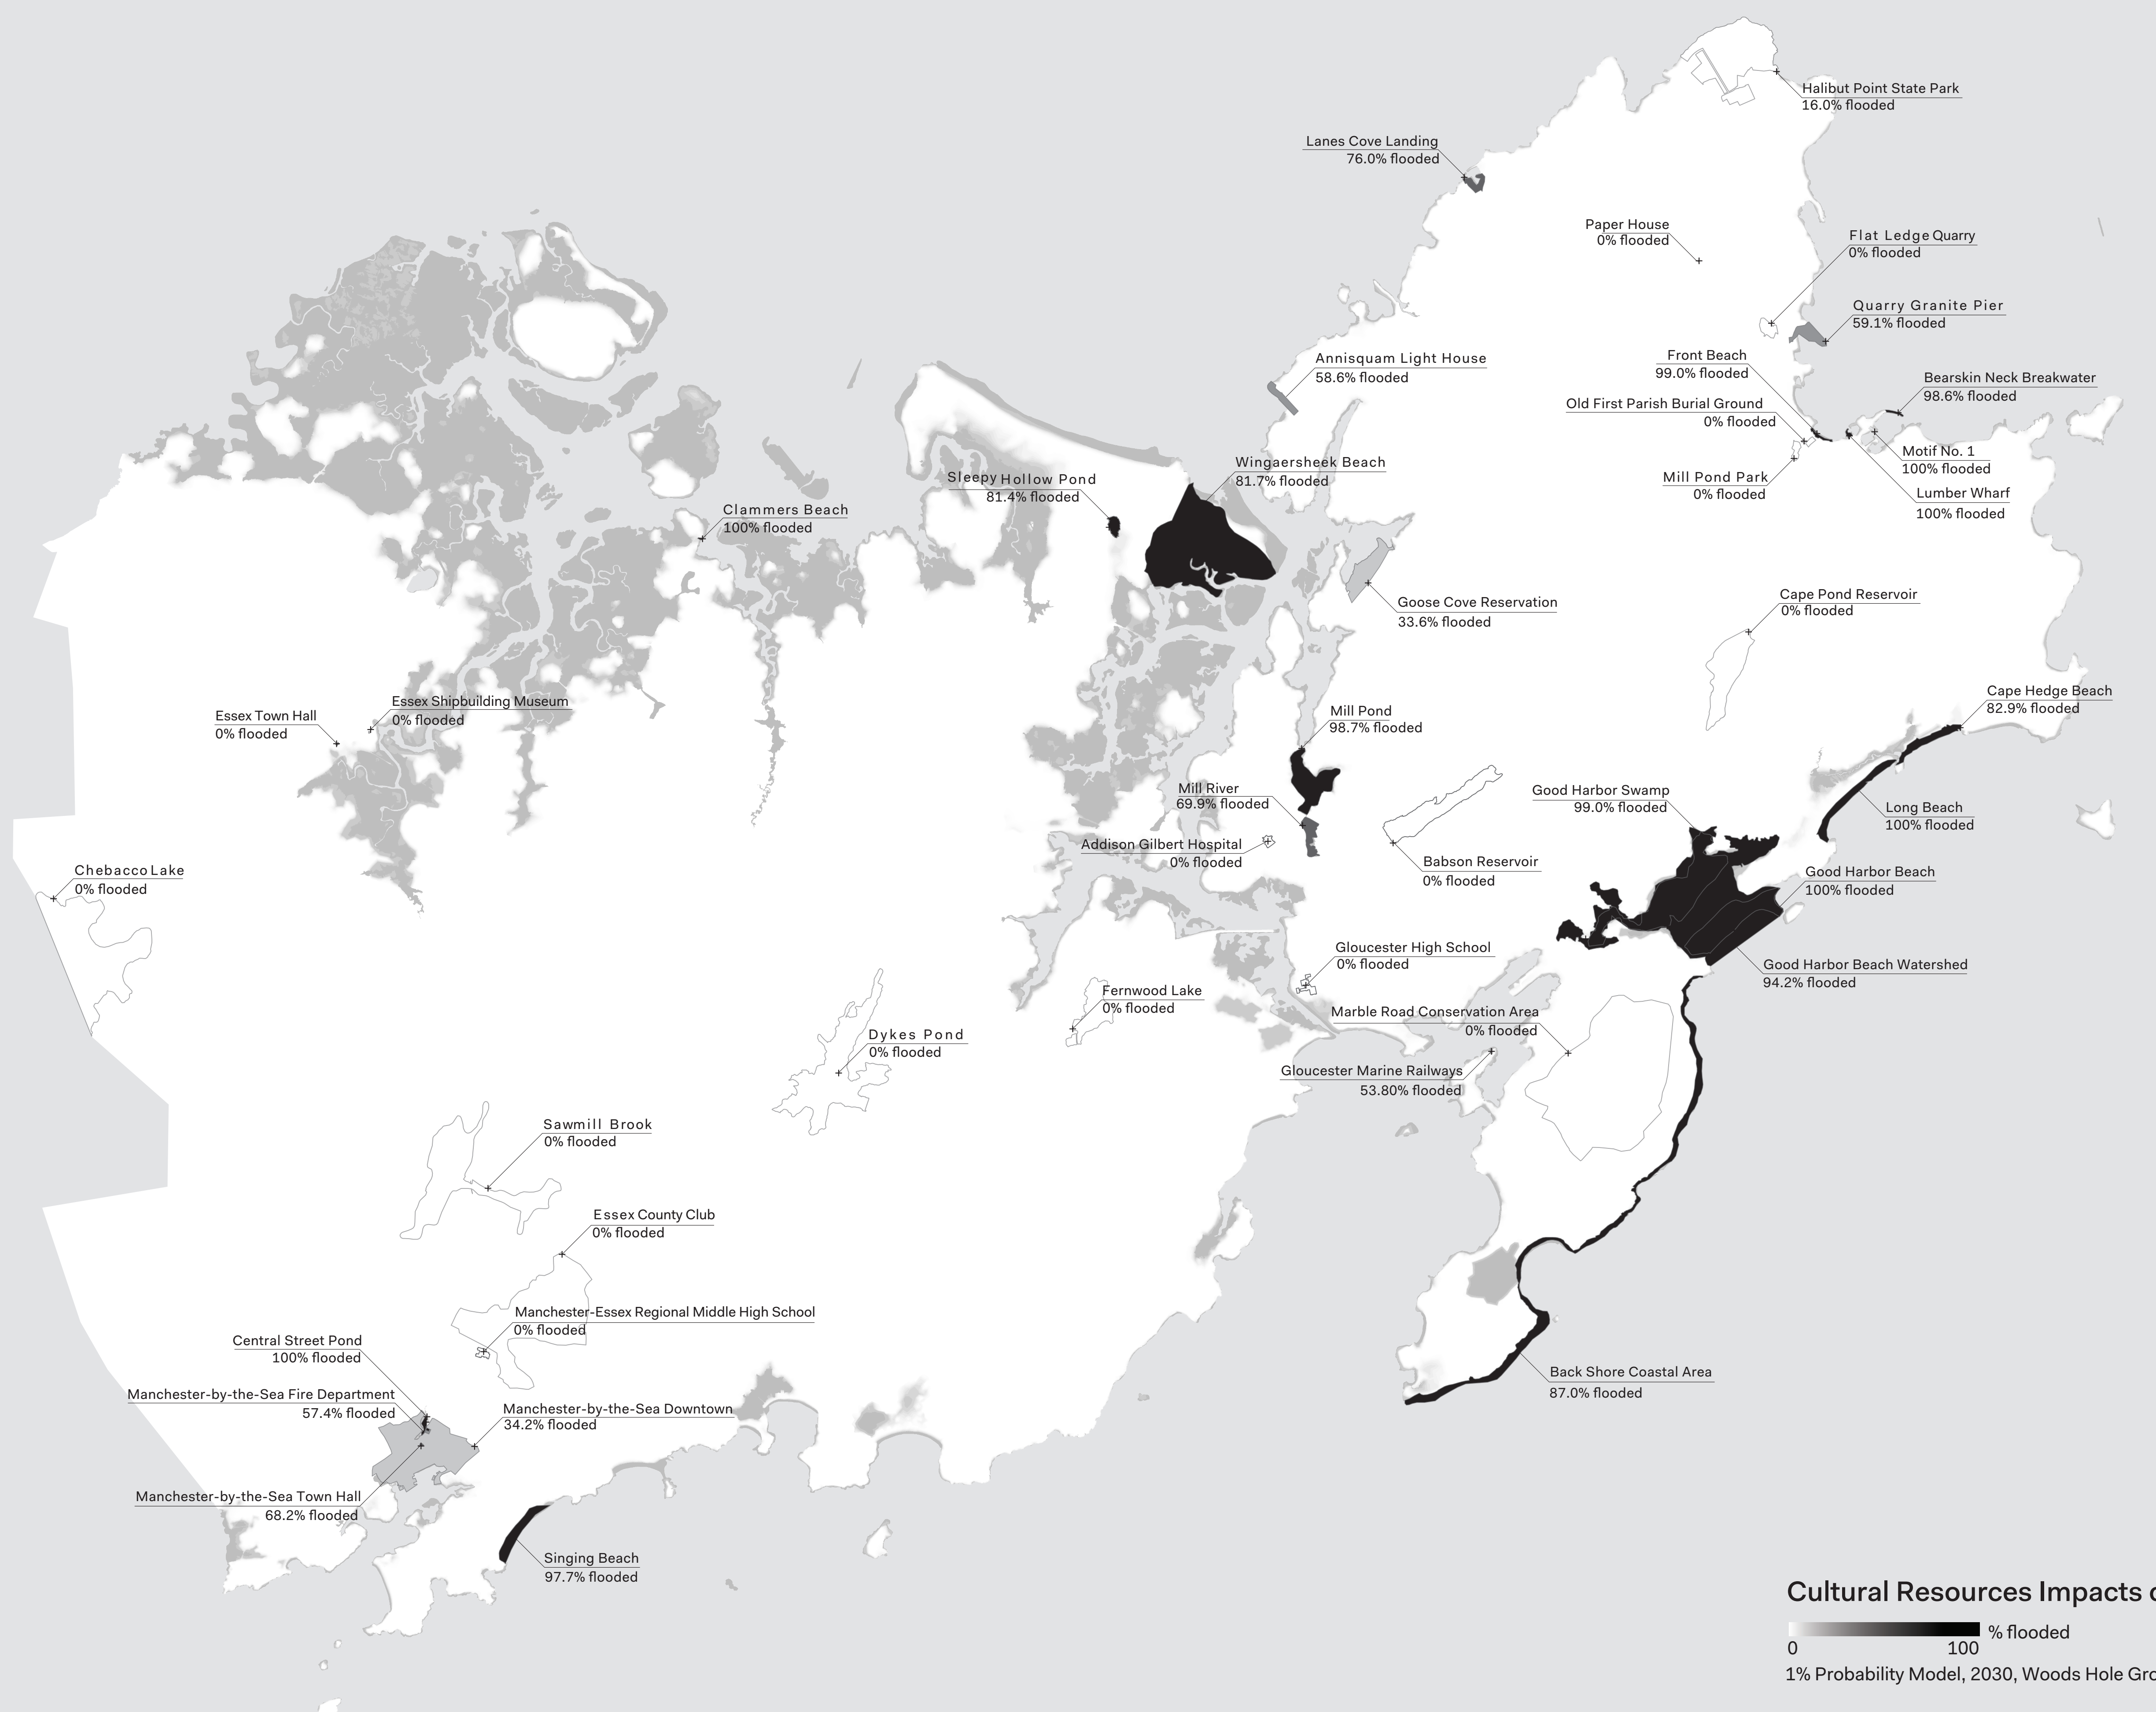 Halibut Point State Park
16.0% flooded
Lanes Cove Landing
76.0% flooded
Paper House
0% flooded
Flat Ledge Quarry
0% flooded
Quarry Granite Pier
59.1% flooded
Annisquam Light House
58.6% flooded
Front Beach
99.0% flooded
Bearskin Neck Breakwater
98.6% flooded
Old First Parish Burial Ground
0% flooded
Motif No. 1
100% flooded
Wingaersheek Beach
81.7% flooded
Sleepy Hollow Pond
81.4% flooded
Mill Pond Park
0% flooded
Lumber Wharf
100% flooded
Clammers Beach
100% flooded
Goose Cove Reservation
33.6% flooded
Cape Pond Reservoir
0% flooded
Cape Hedge Beach
82.9% flooded
Essex Shipbuilding Museum
0% flooded
Essex Town Hall
0% flooded
Mill Pond
98.7% flooded
Mill River
69.9% flooded
Good Harbor Swamp
99.0% flooded
Long Beach
100% flooded
Addison Gilbert Hospital
0% flooded
Babson Reservoir
0% flooded
Chebacco Lake
0% flooded
Good Harbor Beach
100% flooded
Gloucester High School
0% flooded
Good Harbor Beach Watershed
94.2% flooded
Fernwood Lake
0% flooded
Marble Road Conservation Area
0% flooded
Dykes Pond
0% flooded
Gloucester Marine Railways
53.80% flooded
Sawmill Brook
0% flooded
Essex County Club
0% flooded
Manchester-Essex Regional Middle High School
0% flooded
Central Street Pond
100% flooded
Back Shore Coastal Area
87.0% flooded
Manchester-by-the-Sea Fire Department
57.4% flooded
Manchester-by-the-Sea Downtown
34.2% flooded
Manchester-by-the-Sea Town Hall
68.2% flooded
Singing Beach
97.7% flooded
Cultural Resources Impacts
% flooded
0 100
1% Probability Model, 2030, Woods Hole Gro